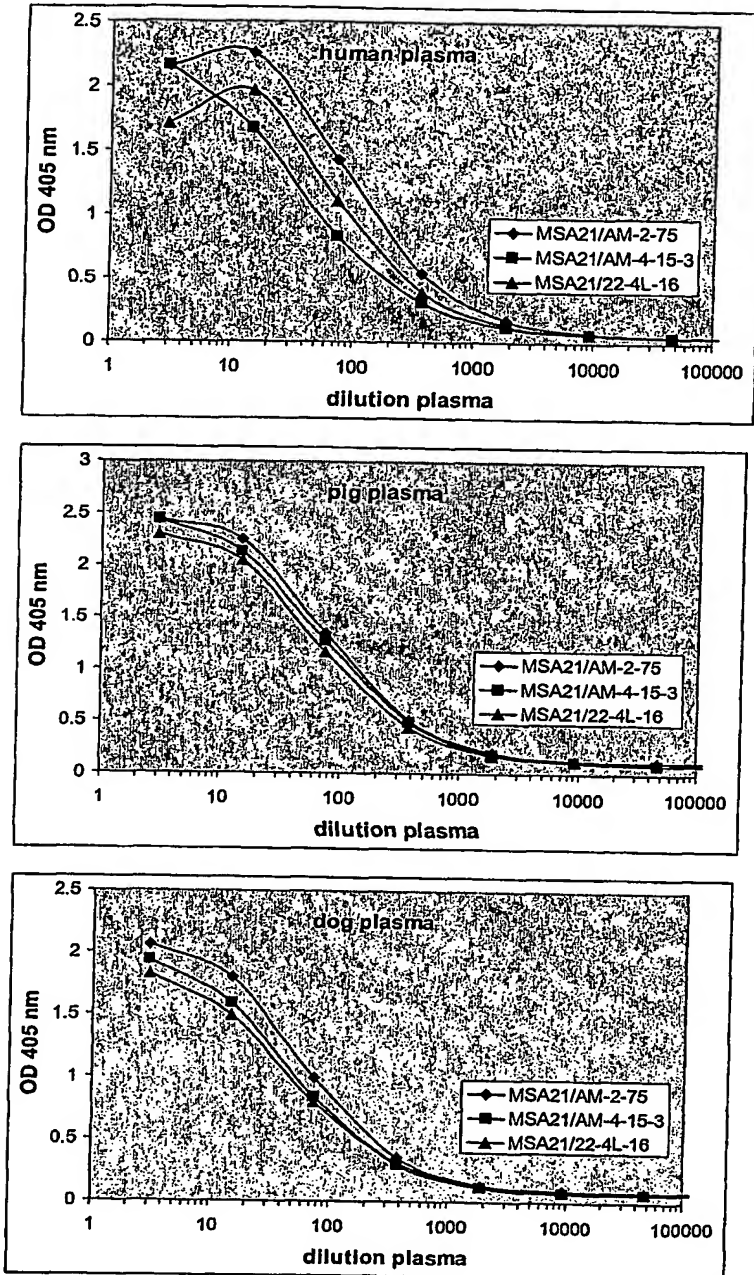 human plasma
2.5
2
1.5
1
0.5
0
OD 405 nm
MSA21/AM-2-75
MSA21/AM-4-15-3
MSA21/22-4L-16
1 10 100 1000 10000 100000
dilution plasma
pig plasma
3
2.5
2
1.5
1
0.5
0
OD 405 nm
MSA21/AM-2-75
MSA21/AM-4-15-3
MSA21/22-4L-16
1 10 100 1000 10000 100000
dilution plasma
dog plasma
2.5
2
1.5
1
0.5
0
OD 405 nm
MSA21/AM-2-75
MSA21/AM-4-15-3
MSA21/22-4L-16
1 10 100 1000 10000 100000
dilution plasma